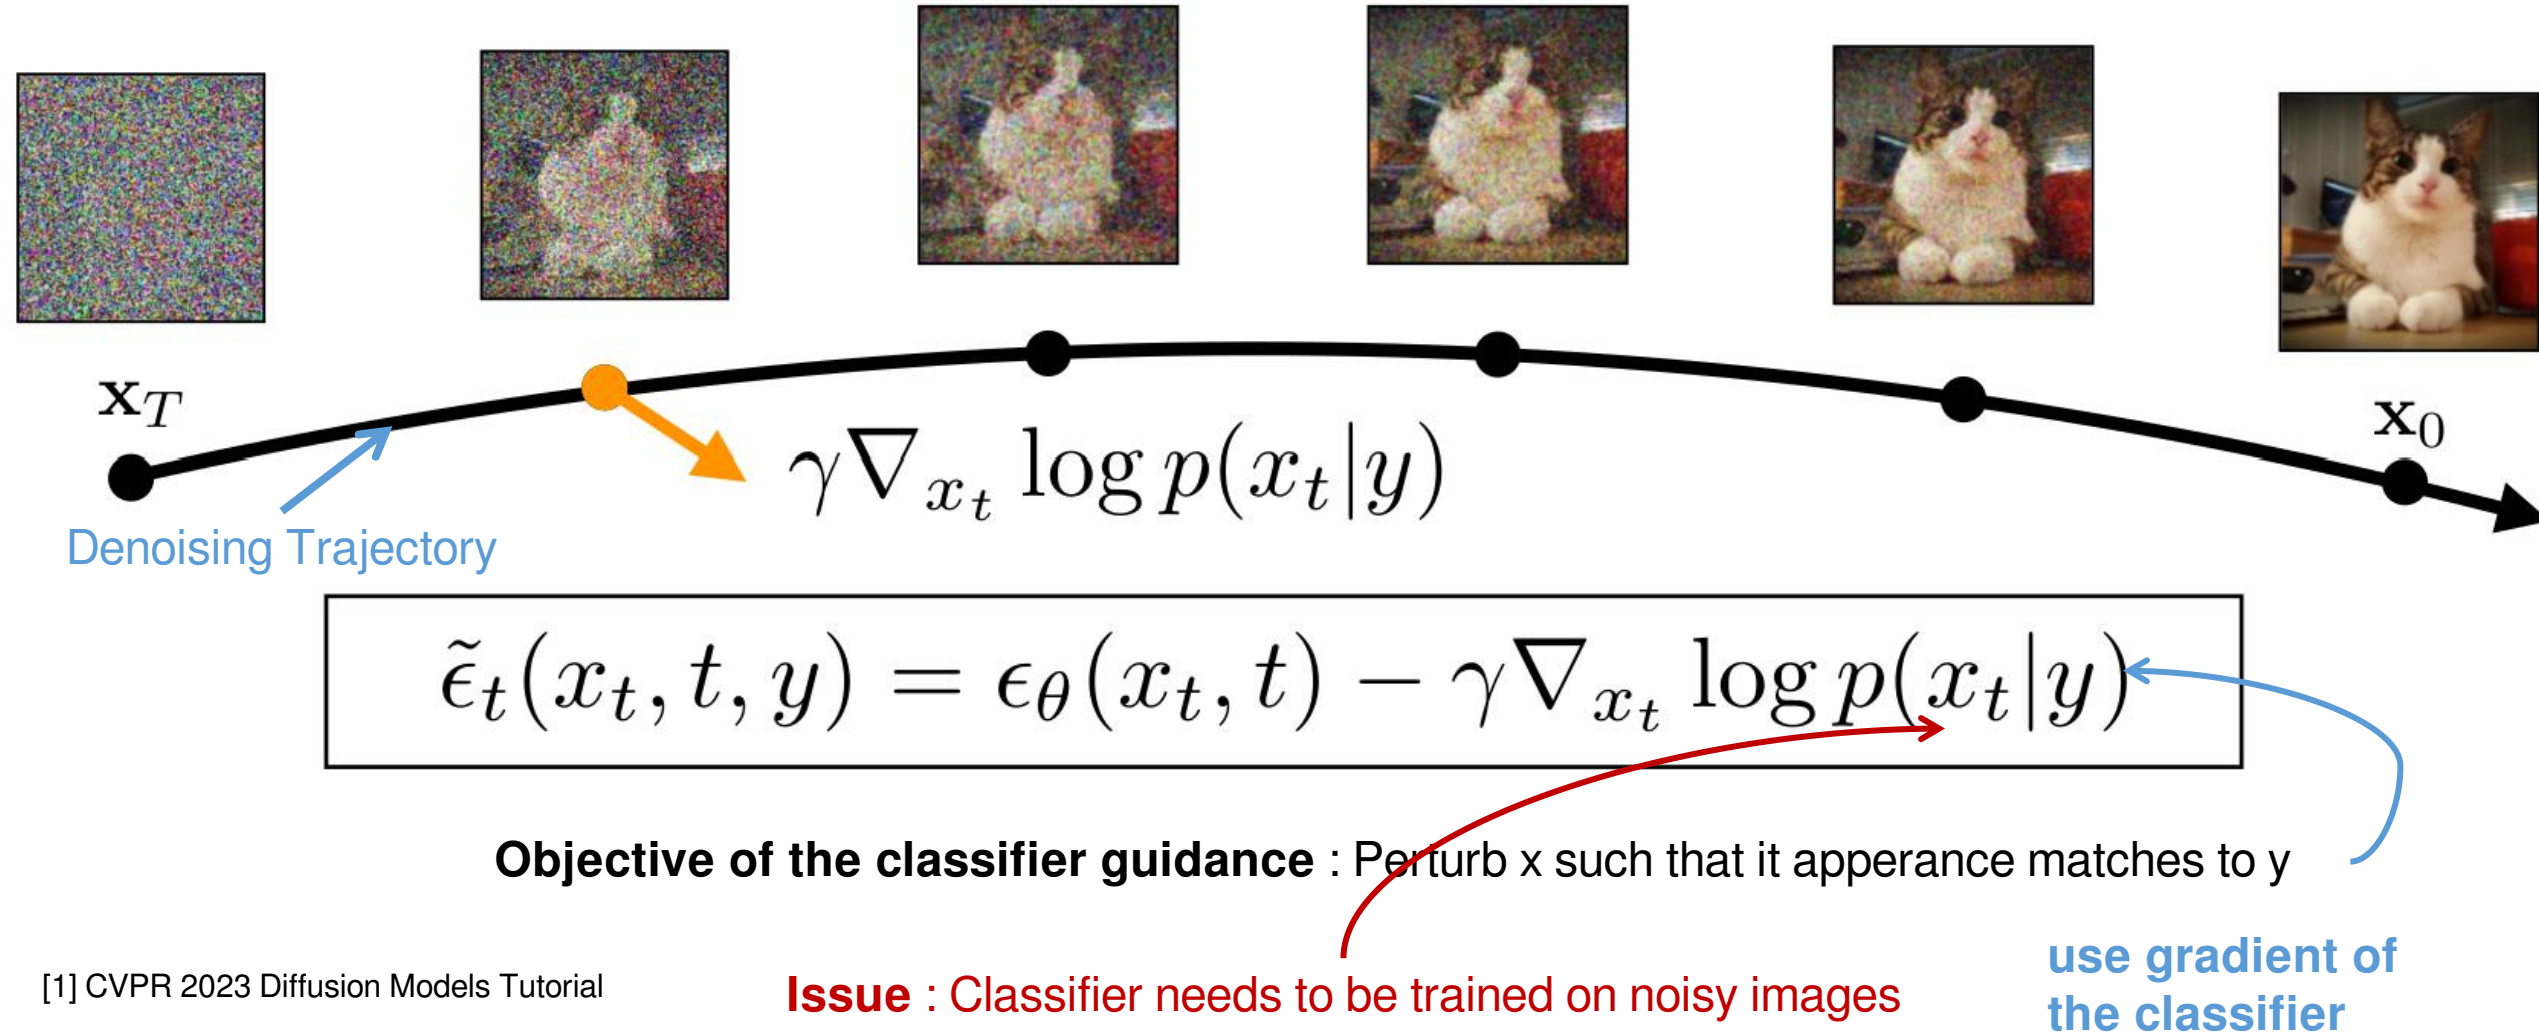 x_T
x_0
γ∇_{x_t} log p(x_t|y)
Denoising Trajectory
ϵ̃_t(x_t, t, y) = ϵ_θ(x_t, t) − γ∇_{x_t} log p(x_t|y)
Objective of the classifier guidance : Perturb x such that it apperance matches to y
use gradient of
the classifier
[1] CVPR 2023 Diffusion Models Tutorial
Issue : Classifier needs to be trained on noisy images